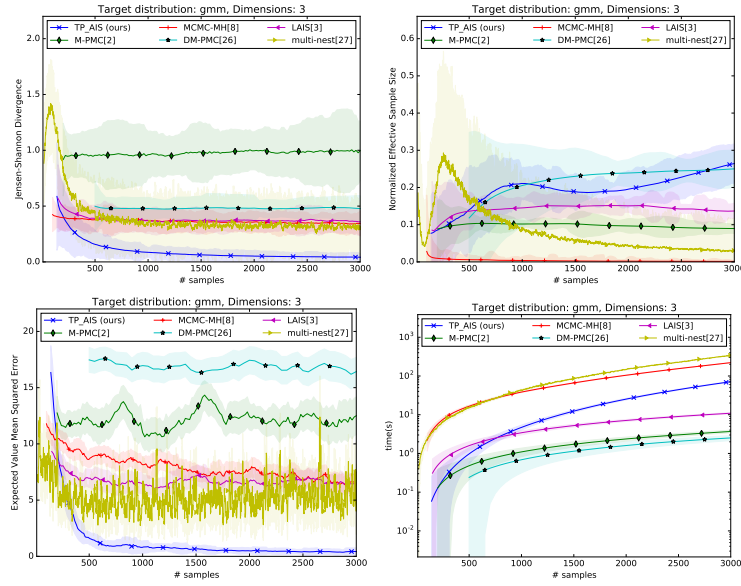 Target distribution: gmm, Dimensions: 3
TP_AIS (ours) MCMC-MH[8] LAIS[3]
M-PMC[2] DM-PMC[26] multi-nest[27]
Jensen-Shannon Divergence
2.0
1.5
1.0
0.5
0.0
500 1000 1500 2000 2500 3000
# samples
Target distribution: gmm, Dimensions: 3
TP_AIS (ours) MCMC-MH[8] LAIS[3]
M-PMC[2] DM-PMC[26] multi-nest[27]
Normalized Effective Sample Size
0.6
0.5
0.4
0.3
0.2
0.1
0.0
500 1000 1500 2000 2500 3000
# samples
Target distribution: gmm, Dimensions: 3
TP_AIS (ours) MCMC-MH[8] LAIS[3]
M-PMC[2] DM-PMC[26] multi-nest[27]
Expected Value Mean Squared Error
20
15
10
5
0
500 1000 1500 2000 2500 3000
# samples
Target distribution: gmm, Dimensions: 3
TP_AIS (ours) MCMC-MH[8] LAIS[3]
M-PMC[2] DM-PMC[26] multi-nest[27]
time(s)
10^3
10^2
10^1
10^0
10^-1
10^-2
500 1000 1500 2000 2500 3000
# samples